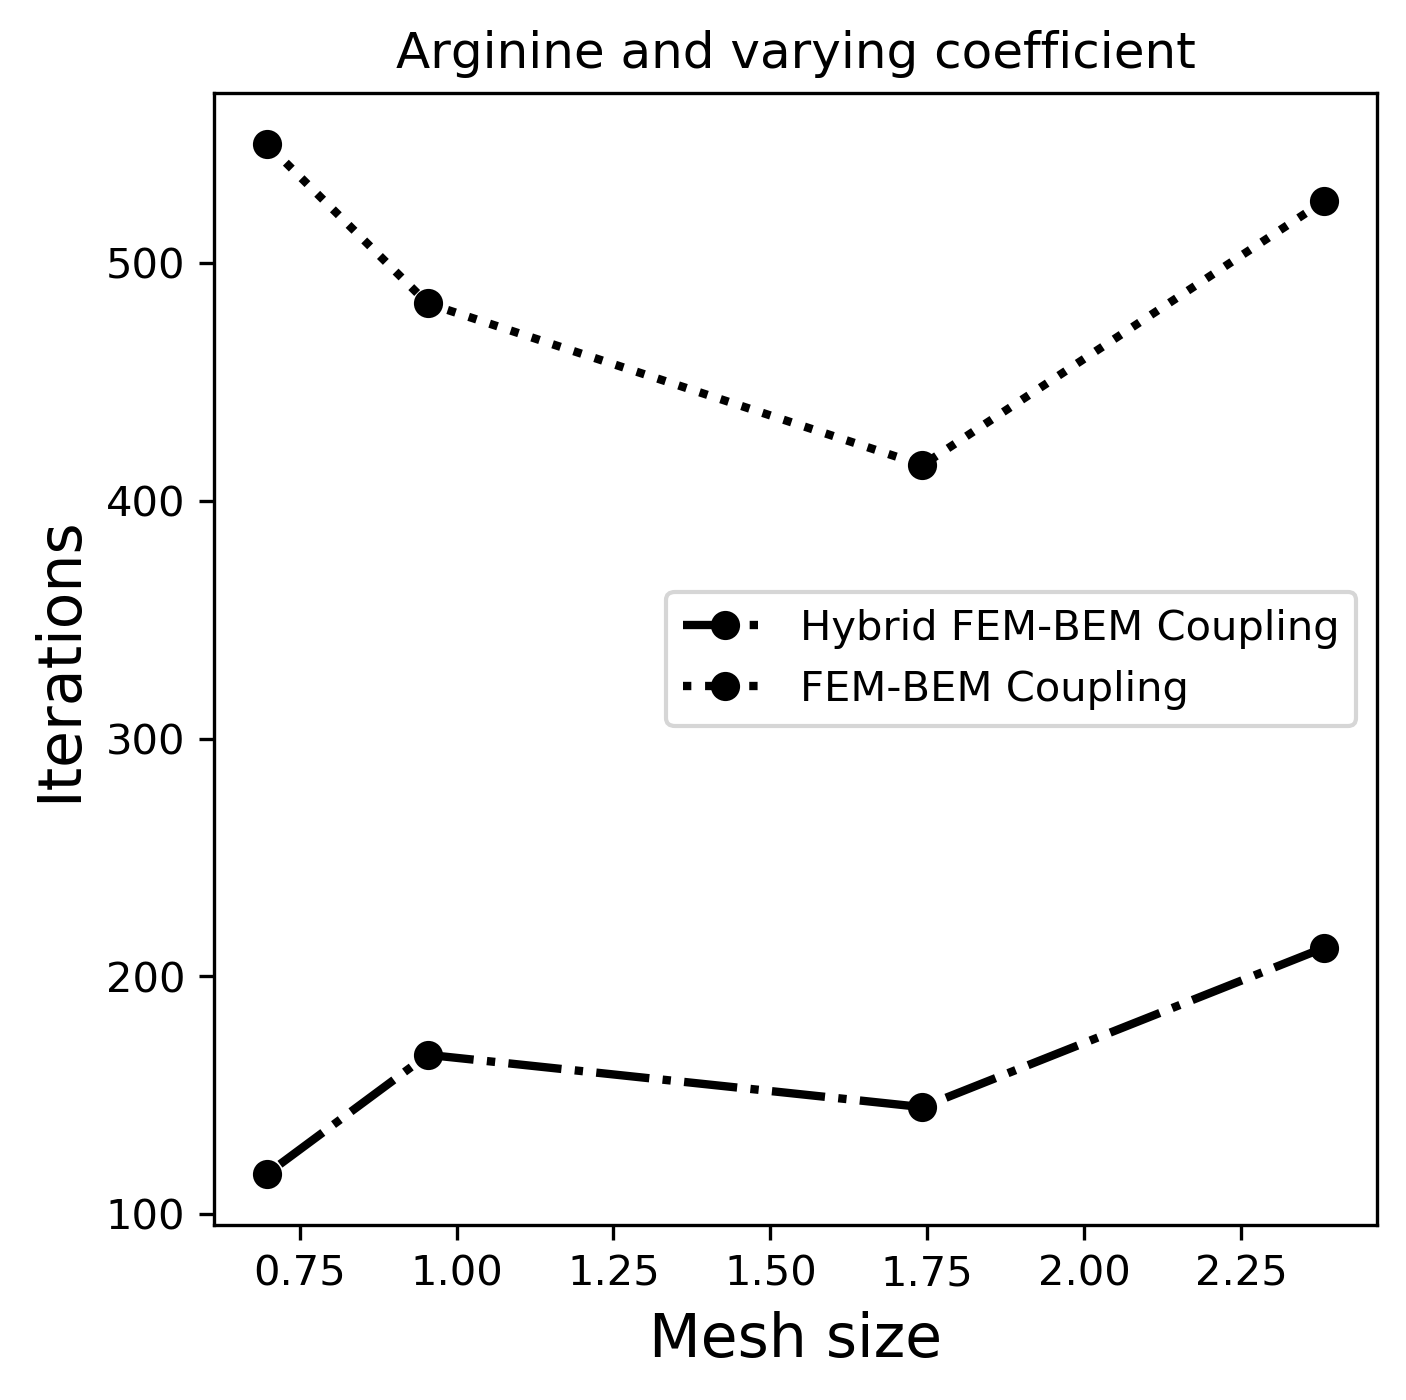 Arginine and varying coefficient
Iterations
500
400
300
200
100
Hybrid FEM-BEM Coupling
FEM-BEM Coupling
0.75 1.00 1.25 1.50 1.75 2.00 2.25
Mesh size